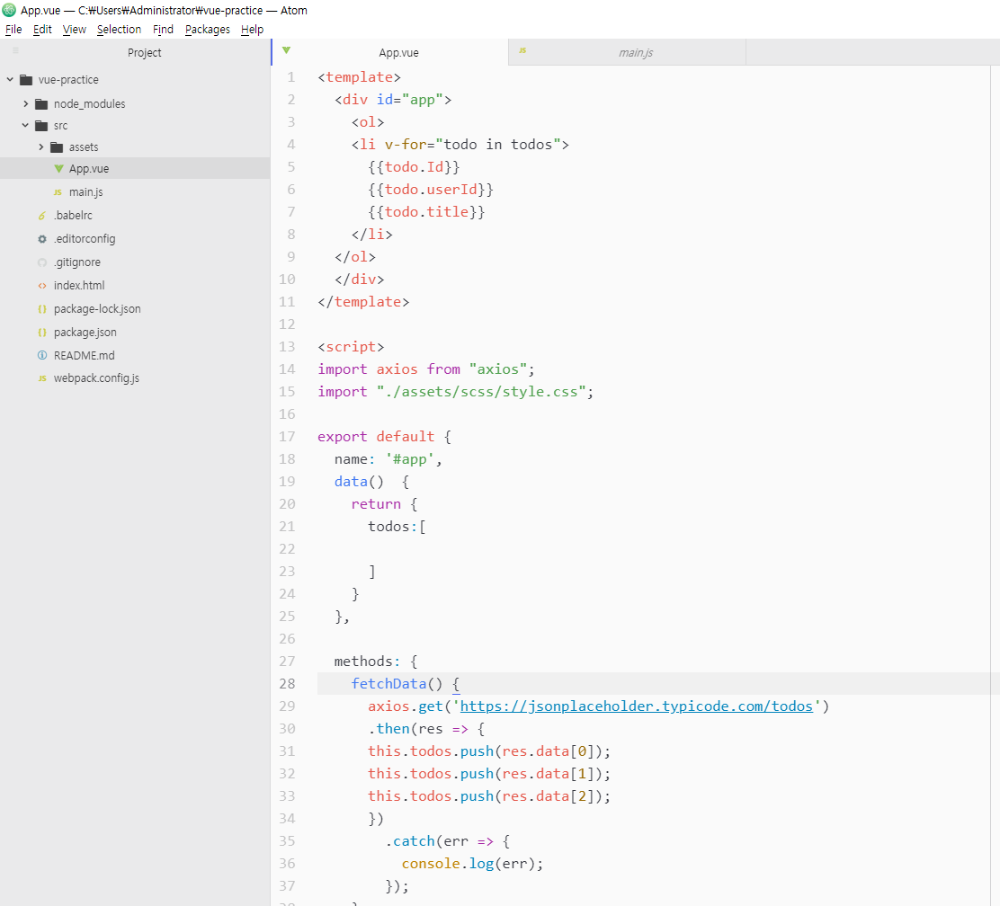 App.vue — C:₩Users₩Administrator₩vue-practice — Atom
File Edit View Selection Find Packages Help
Project
vue-practice
node_modules
src
assets
App.vue
JS main.js
.babelrc
.editorconfig
.gitignore
index.html
package-lock.json
package.json
README.md
JS webpack.config.js
App.vue
JS main.js
1 <template>
2 <div id="app">
3 <ol>
4 <li v-for="todo in todos">
5 {{todo.Id}}
6 {{todo.userId}}
7 {{todo.title}}
8 </li>
9 </ol>
10 </div>
11 </template>
12
13 <script>
14 import axios from "axios";
15 import "./assets/scss/style.css";
16
17 export default {
18 name: '#app',
19 data()  {
20 return {
21 todos:[
22
23 ]
24 }
25 },
26
27 methods: {
28 fetchData() {
29 axios.get('https://jsonplaceholder.typicode.com/todos')
30 .then(res => {
31 this.todos.push(res.data[0]);
32 this.todos.push(res.data[1]);
33 this.todos.push(res.data[2]);
34 })
35 .catch(err => {
36 console.log(err);
37 });